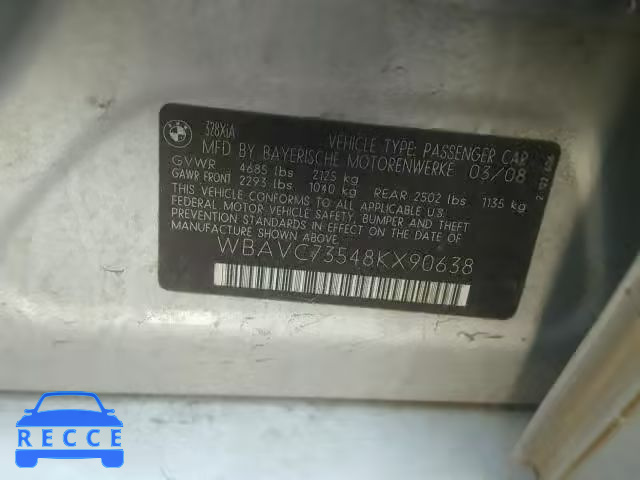 BMW
328XiA
VEHICLE TYPE: PASSENGER CAR
MFD BY BAYERISCHE MOTORENWERKE 03/08
GVWR 4685 lbs 2125 kg
GAWR FRONT 2293 lbs. 1040 kg REAR 2502 lbs. 1135 kg
THIS VEHICLE CONFORMS TO ALL APPLICABLE U.S.
FEDERAL MOTOR VEHICLE SAFETY, BUMPER AND THEFT
PREVENTION STANDARDS IN EFFECT ON THE DATE OF
MANUFACTURE SHOWN ABOVE.
WBAVC73548KX90638
RECCE